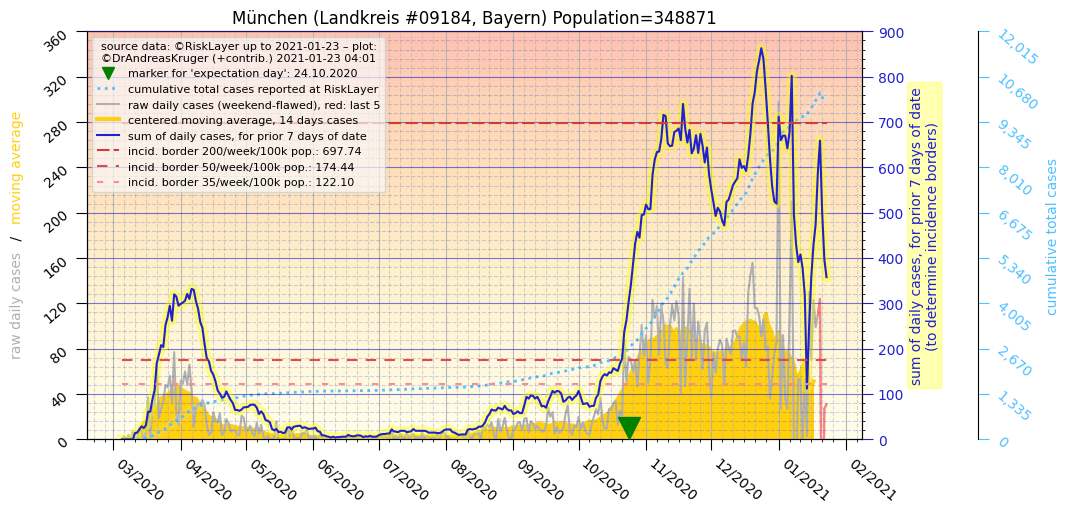 München (Landkreis #09184, Bayern) Population=348871
source data: ©RiskLayer up to 2021-01-23 – plot:
©DrAndreasKruger (+contrib.) 2021-01-23 04:01
marker for 'expectation day': 24.10.2020
cumulative total cases reported at RiskLayer
raw daily cases (weekend-flawed), red: last 5
centered moving average, 14 days cases
sum of daily cases, for prior 7 days of date
incid. border 200/week/100k pop.: 697.74
incid. border 50/week/100k pop.: 174.44
incid. border 35/week/100k pop.: 122.10
raw daily cases / moving average
360
320
280
240
200
160
120
80
40
0
03/2020
04/2020
05/2020
06/2020
07/2020
08/2020
09/2020
10/2020
11/2020
12/2020
01/2021
02/2021
900
800
700
600
500
400
300
200
100
0
sum of daily cases, for prior 7 days of date
(to determine incidence borders)
12,015
10,680
9,345
8,010
6,675
5,340
4,005
2,670
1,335
0
cumulative total cases